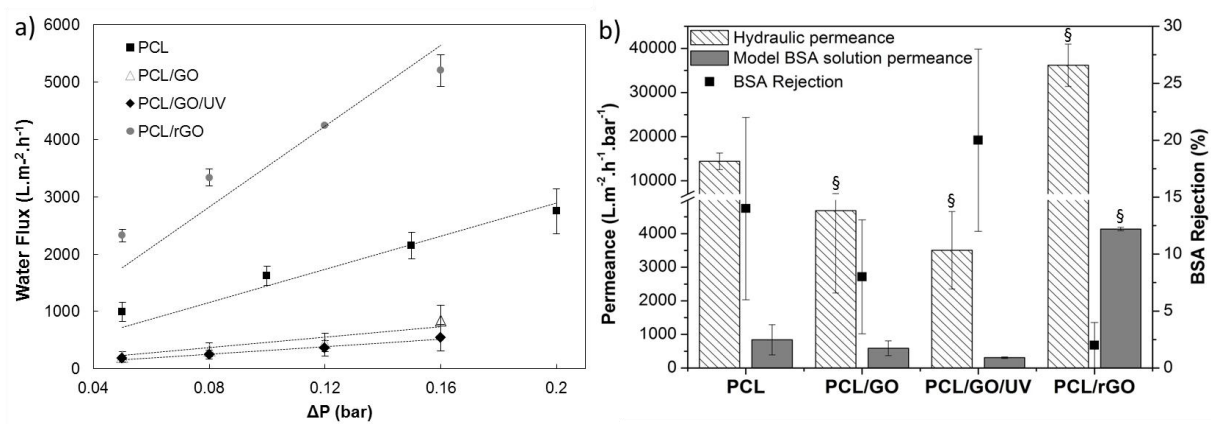 a)
Water Flux (L.m⁻².h⁻¹)
6000
5000
4000
3000
2000
1000
0
PCL
PCL/GO
PCL/GO/UV
PCL/rGO
0.04
0.08
0.12
0.16
0.2
ΔP (bar)
b)
Permeance (L.m⁻².h⁻¹.bar⁻¹)
40000
30000
20000
10000
4000
3000
2000
1000
0
Hydraulic permeance
Model BSA solution permeance
BSA Rejection
§
§
§
§
30
25
20
15
10
5
0
BSA Rejection (%)
PCL
PCL/GO
PCL/GO/UV
PCL/rGO